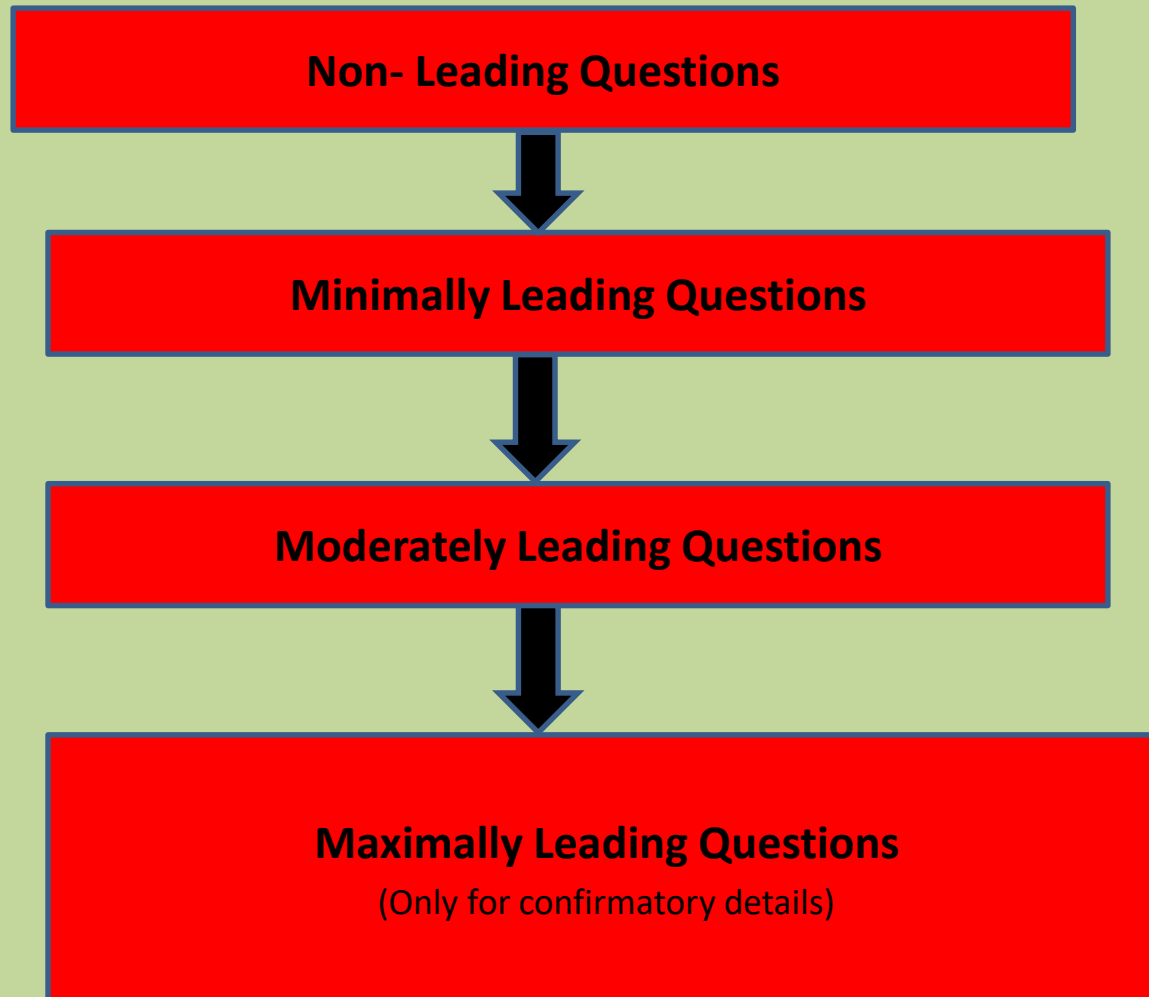 Non- Leading Questions
Minimally Leading Questions
Moderately Leading Questions
Maximally Leading Questions
(Only for confirmatory details)